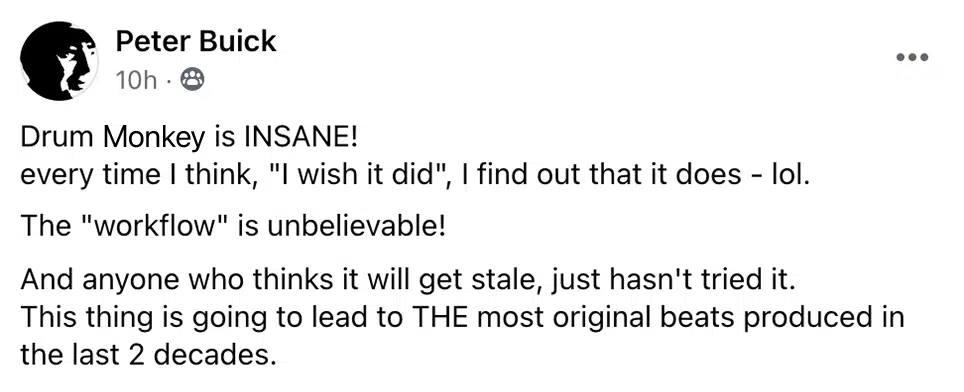 Peter Buick
10h ·
Drum Monkey is INSANE!
every time I think, "I wish it did", I find out that it does - lol.
The "workflow" is unbelievable!
And anyone who thinks it will get stale, just hasn't tried it.
This thing is going to lead to THE most original beats produced in
the last 2 decades.